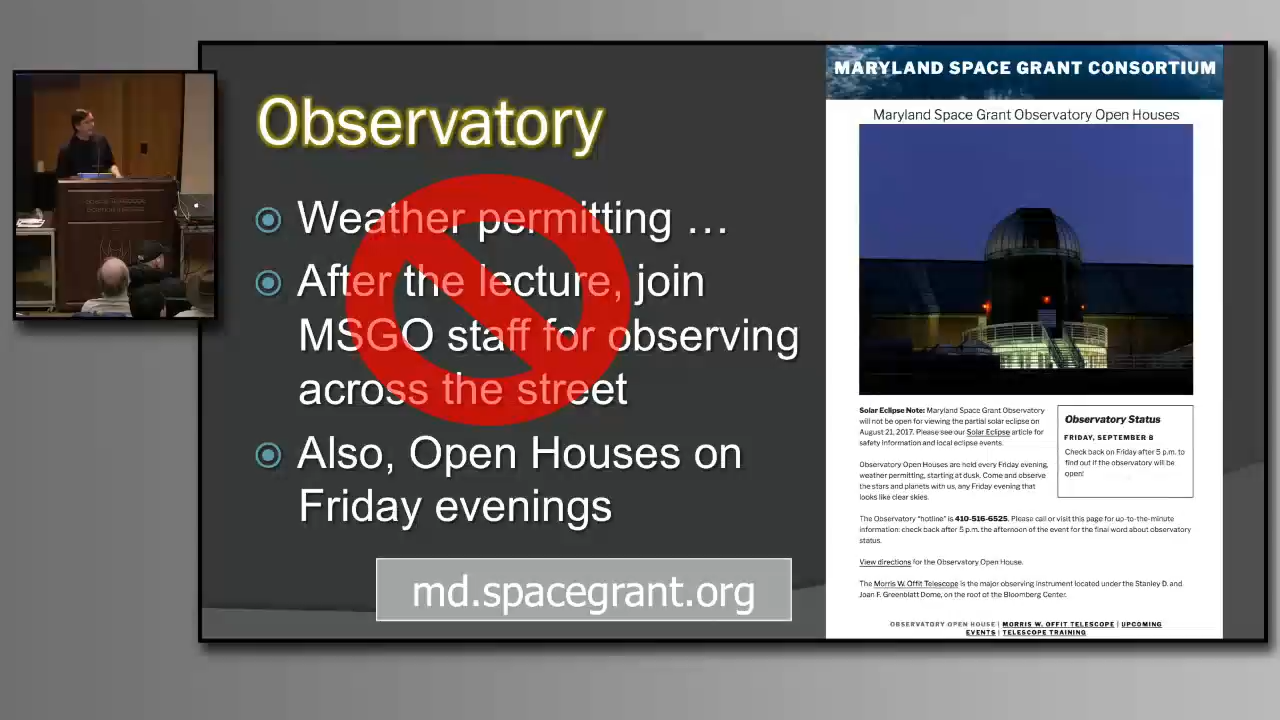 Observatory
Weather permitting …
After the lecture, join
MSGO staff for observing
across the street
Also, Open Houses on
Friday evenings
md.spacegrant.org
MARYLAND SPACE GRANT CONSORTIUM
Maryland Space Grant Observatory Open Houses
Solar Eclipse Note: Maryland Space Grant Observatory
will not be open for viewing the partial solar eclipse on
August 21, 2017. Please see our Solar Eclipse article for
safety information and local eclipse events.
Observatory Open Houses are held every Friday evening,
weather permitting, starting at dusk. Come and observe
the stars and planets with us, any Friday evening that
looks like clear skies.
Observatory Status
FRIDAY, SEPTEMBER 8
Check back on Friday after 5 p.m. to
find out if the observatory will be
open!
The Observatory “hotline” is 410-516-6525. Please call or visit this page for up-to-the-minute
information: check back after 5 p.m. the afternoon of the event for the final word about observatory
status.
View directions for the Observatory Open House.
The Morris W. Offit Telescope is the major observing instrument located under the Stanley D. and
Joan F. Greenblatt Dome, on the roof of the Bloomberg Center.
OBSERVATORY OPEN HOUSE | MORRIS W. OFFIT TELESCOPE | UPCOMING
EVENTS | TELESCOPE TRAINING